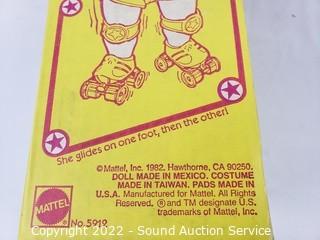 She glides on one foot, then the other!
©Mattel, Inc. 1982. Hawthorne, CA 90250.
DOLL MADE IN MEXICO. COSTUME
MADE IN TAIWAN. PADS MADE IN
U.S.A. Manufactured for Mattel. All Rights
Reserved. ® and TM designate U.S.
trademarks of Mattel, Inc.
MATTEL
No. 5919
Copyright 2022 - Sound Auction Service